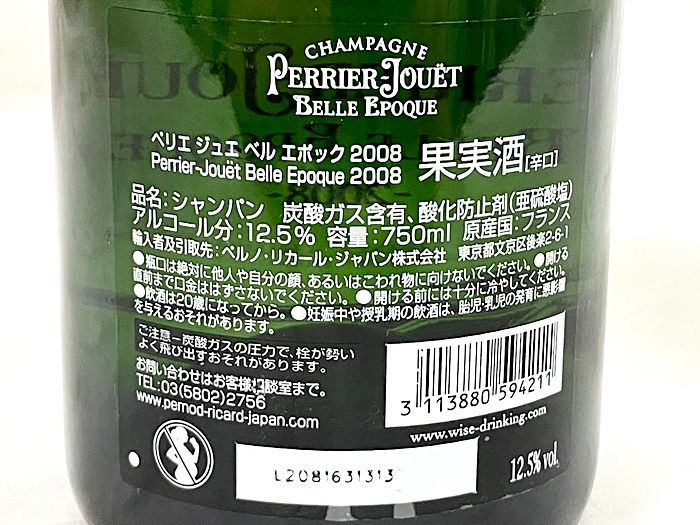 CHAMPAGNE
PERRIER-JOUËT
BELLE EPOQUE
ペリエ ジュエ ベル エポック 2008
Perrier-Jouët Belle Epoque 2008
果実酒[辛口]
品名:シャンパン 炭酸ガス含有、酸化防止剤(亜硫酸塩)
アルコール分:12.5% 容量:750ml 原産国:フランス
輸入者及引取先:ペルノ・リカール・ジャパン株式会社 東京都文京区後楽2-6-1
●瓶口は絶対に他人や自分の顔、あるいはこわれ物に向けないでください。●開ける
直前まで口金ははずさないでください。●開ける前には十分に冷やしてください。
●飲酒は20歳になってから。●妊娠中や授乳期の飲酒は、胎児・乳児の発育に悪影響
を与えるおそれがあります。
ご注意－炭酸ガスの圧力で、栓が勢い
よく飛び出すおそれがあります。
お問い合わせはお客様相談室まで。
TEL:03(5802)2756
www.pernod-ricard-japan.com
3 113880 594211
www.wise-drinking.com
L2081631313
12.5% vol.